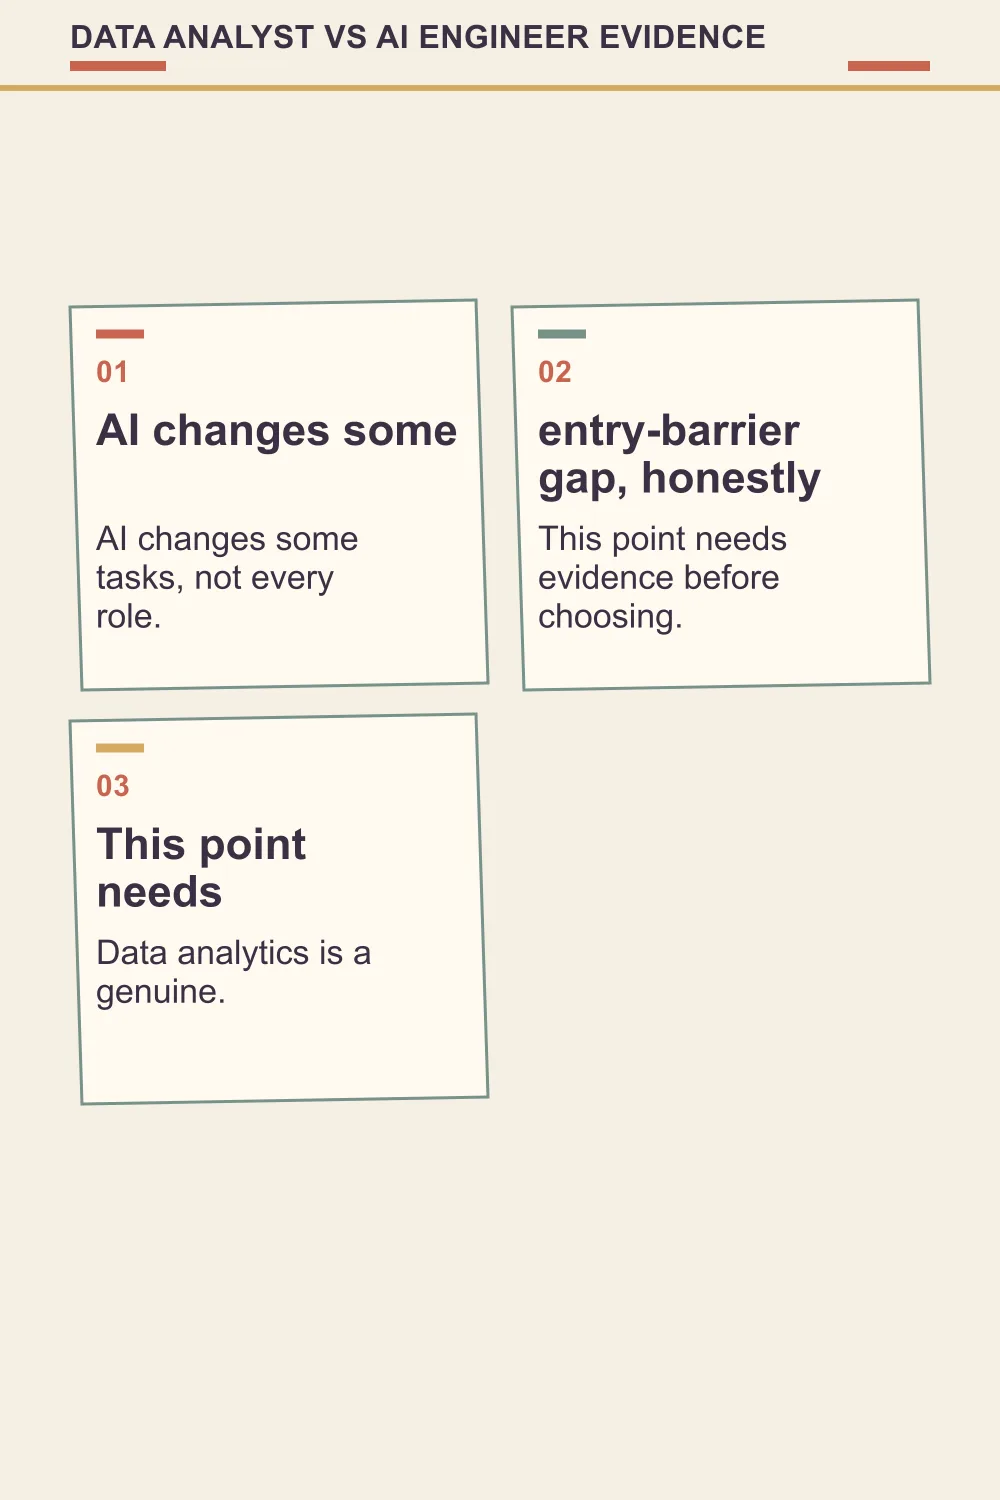 DATA ANALYST VS AI ENGINEER EVIDENCE
01
AI changes some
AI changes some
tasks, not every
role.
02
entry-barrier
gap, honestly
This point needs
evidence before
choosing.
03
This point
needs
Data analytics is a
genuine.